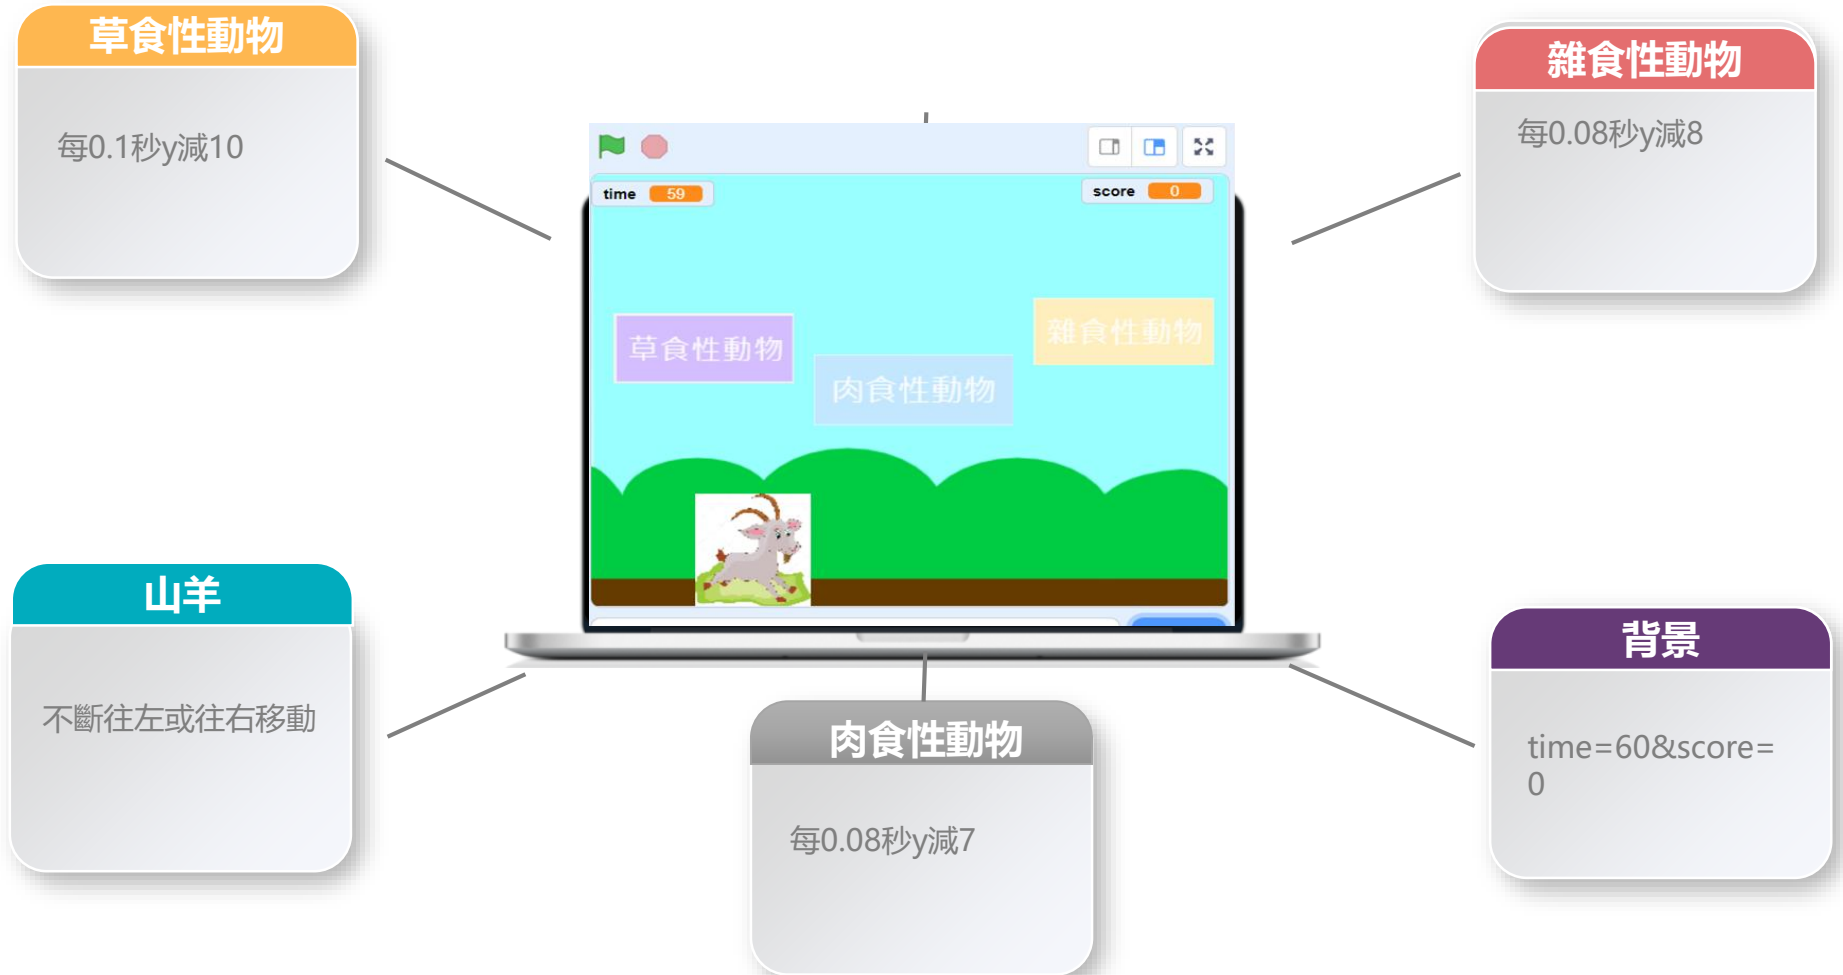 草食性動物
每0.1秒y減10
雜食性動物
每0.08秒y減8
time 59
score 0
草食性動物
肉食性動物
雜食性動物
山羊
不斷往左或往右移動
肉食性動物
每0.08秒y減7
背景
time=60&score=
0